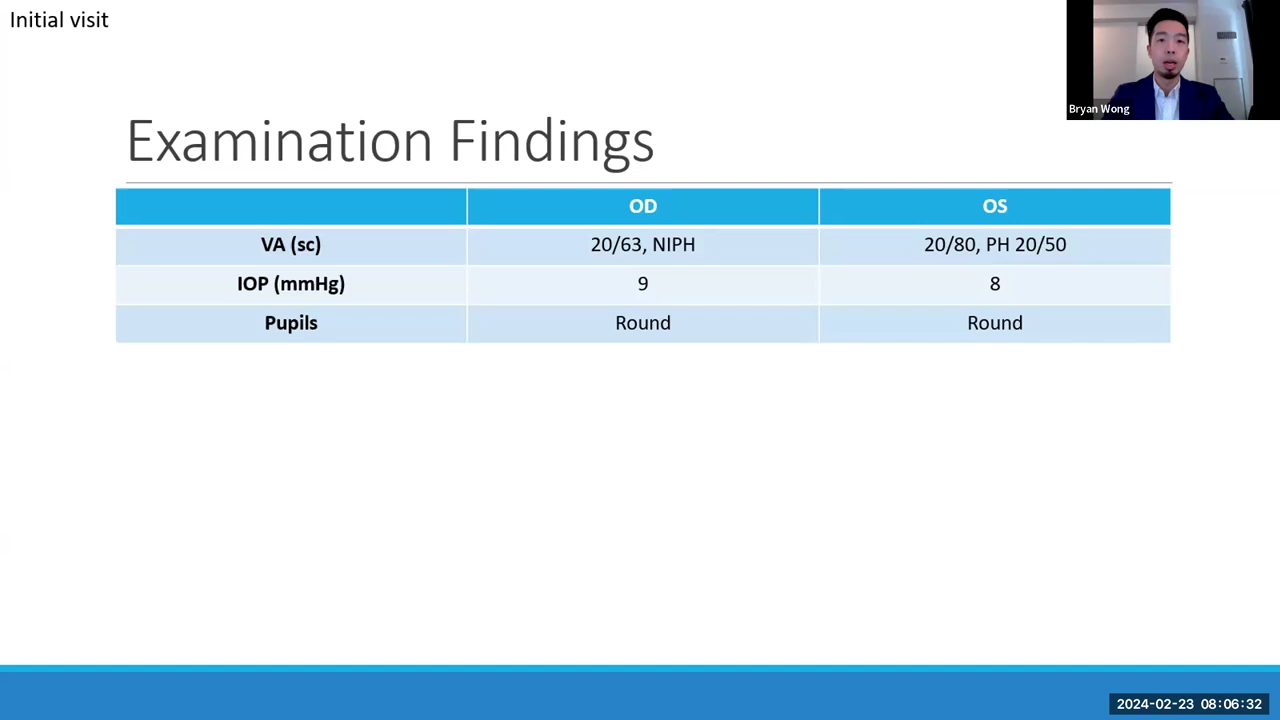 Initial visit
Bryan Wong
Examination Findings
OD OS
VA (sc) 20/63, NIPH 20/80, PH 20/50
IOP (mmHg) 9 8
Pupils Round Round
2024-02-23 08:06:32